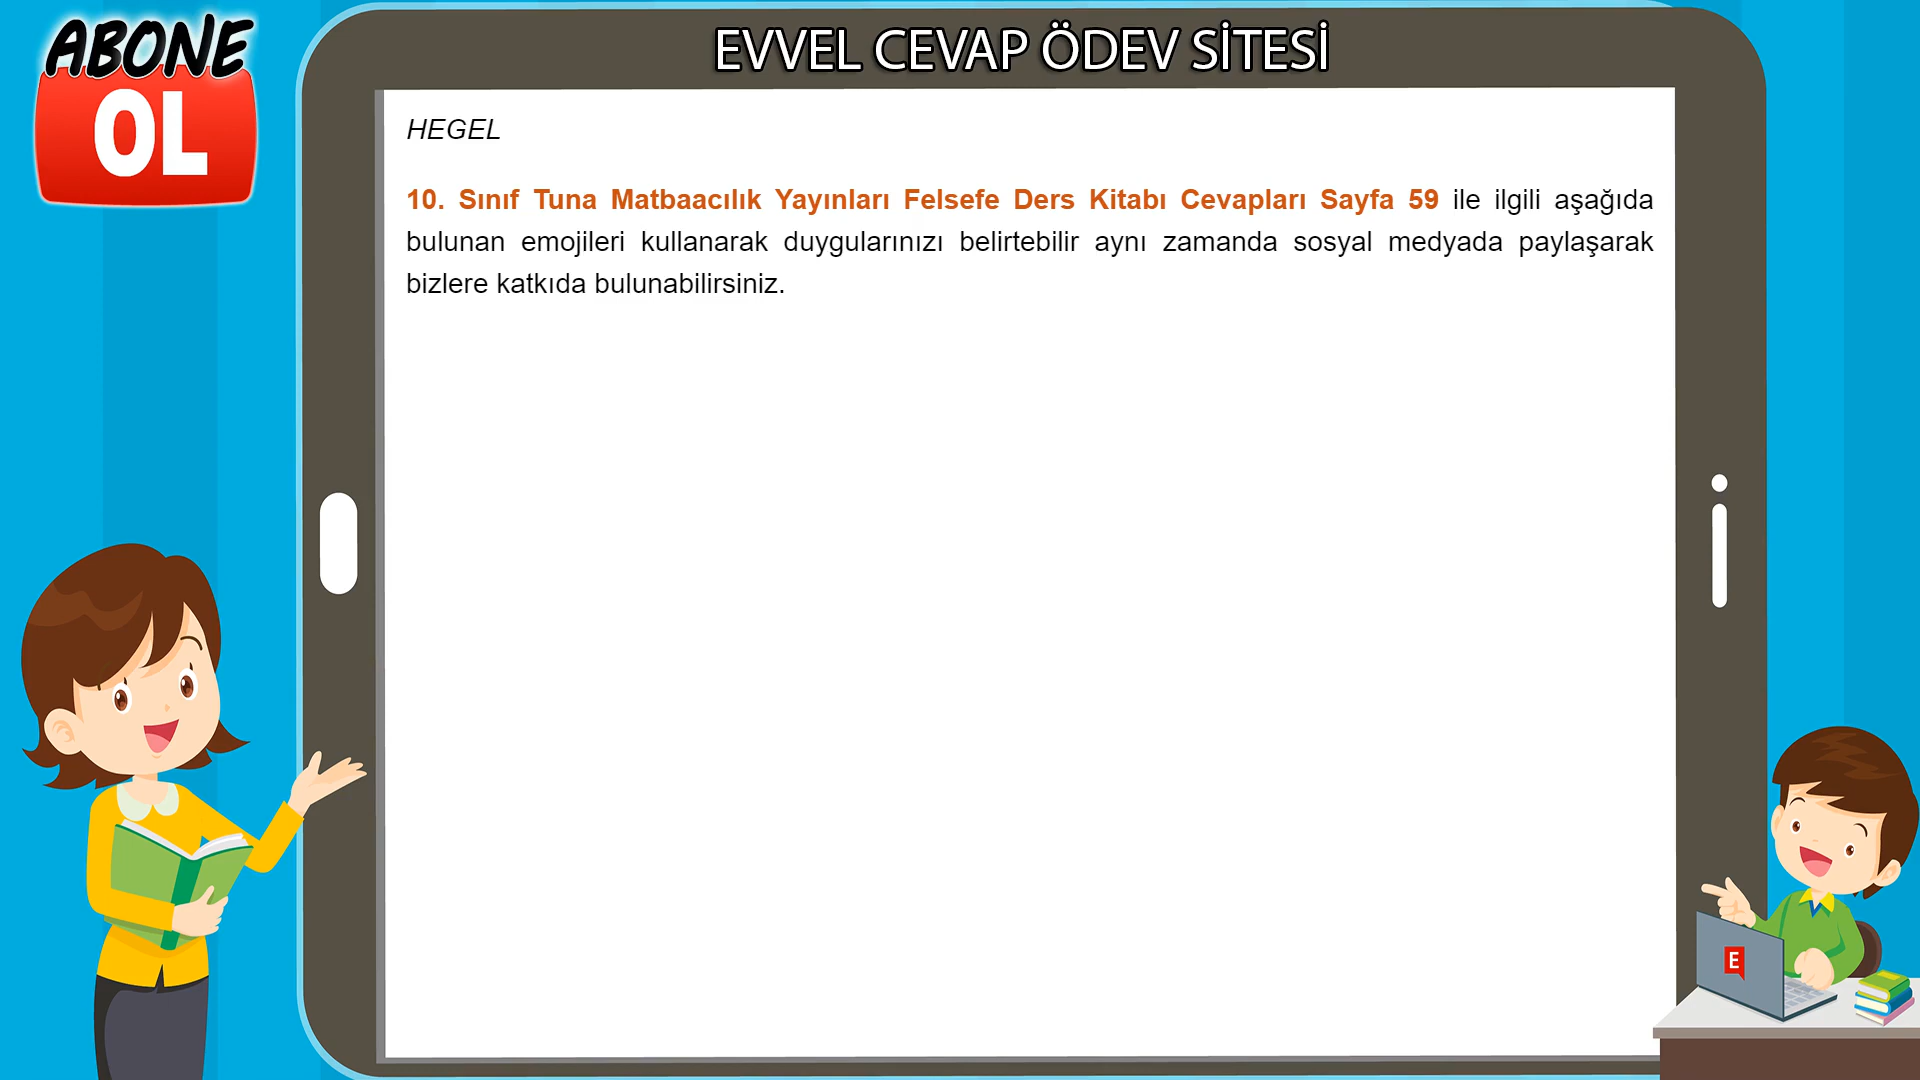 ABONE
OL
EVVEL CEVAP ÖDEV SİTESİ
HEGEL
10. Sınıf Tuna Matbaacılık Yayınları Felsefe Ders Kitabı Cevapları Sayfa 59 ile ilgili aşağıda
bulunan emojileri kullanarak duygularınızı belirtebilir aynı zamanda sosyal medyada paylaşarak
bizlere katkıda bulunabilirsiniz.
E